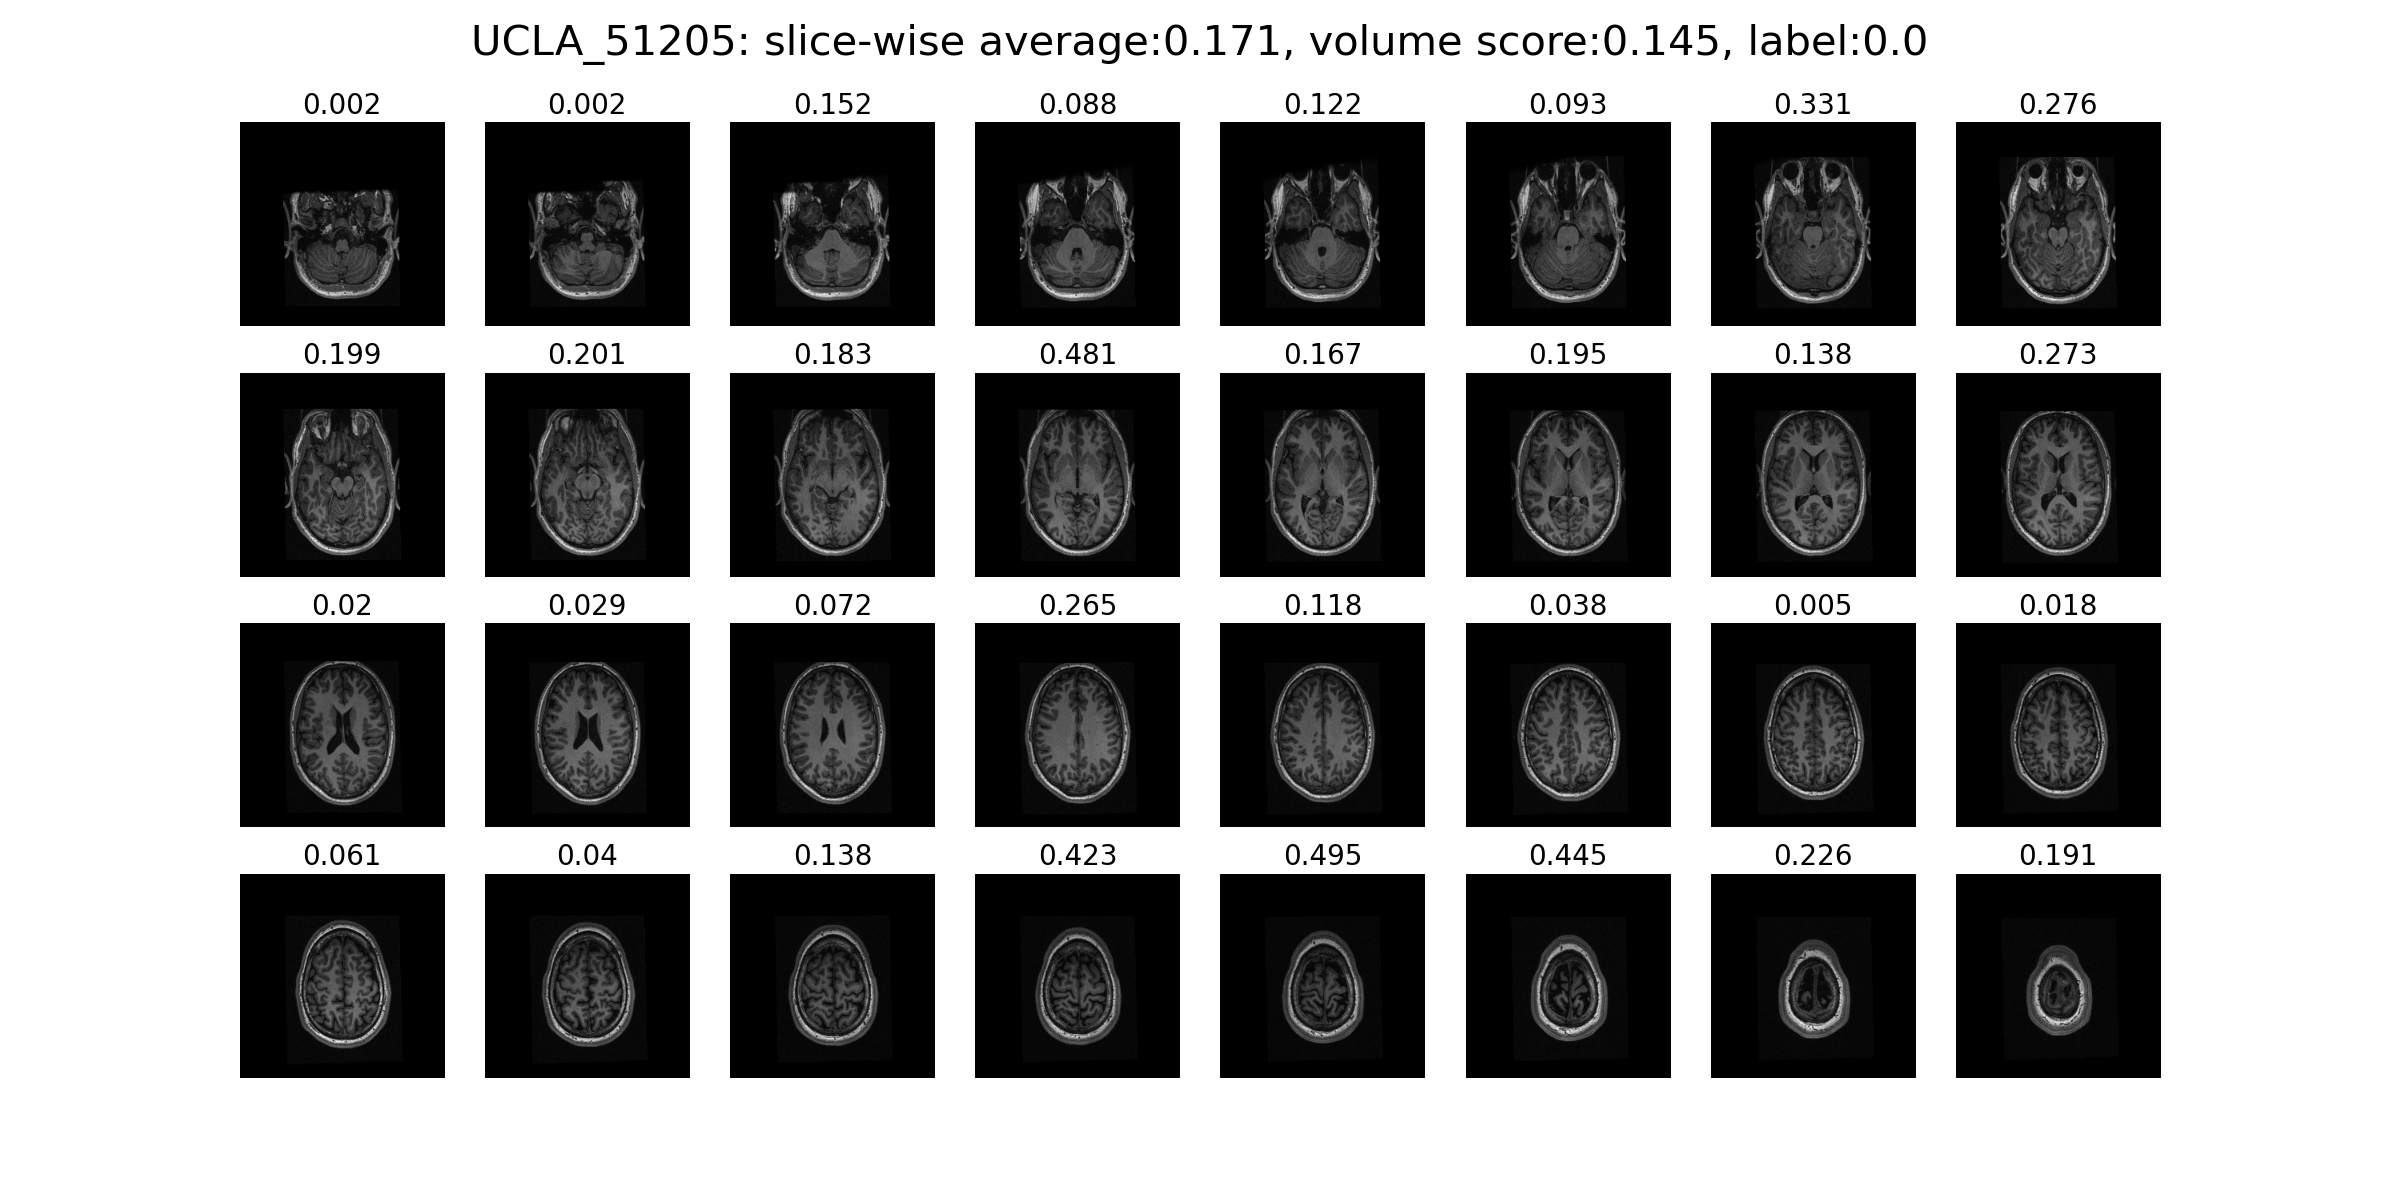 UCLA_51205: slice-wise average:0.171, volume score:0.145, label:0.0
0.002 0.002 0.152 0.088 0.122 0.093 0.331 0.276
0.199 0.201 0.183 0.481 0.167 0.195 0.138 0.273
0.02 0.029 0.072 0.265 0.118 0.038 0.005 0.018
0.061 0.04 0.138 0.423 0.495 0.445 0.226 0.191